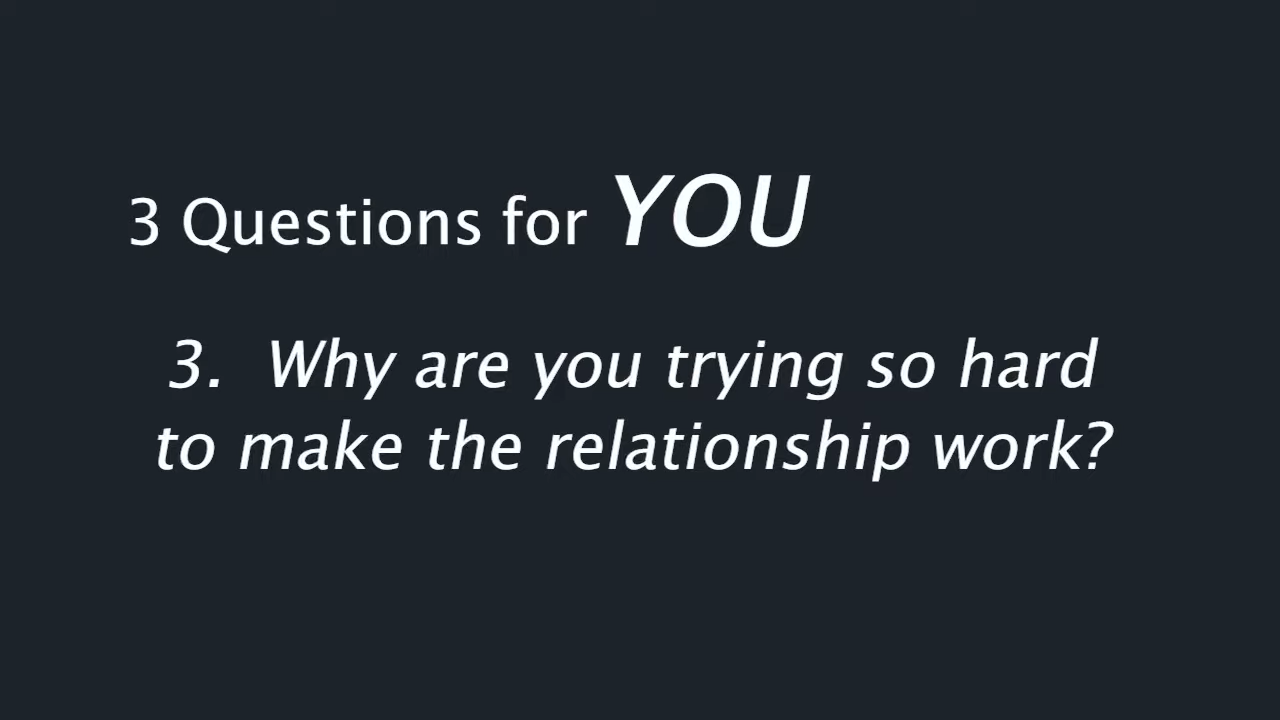 3 Questions for YOU
3. Why are you trying so hard
to make the relationship work?